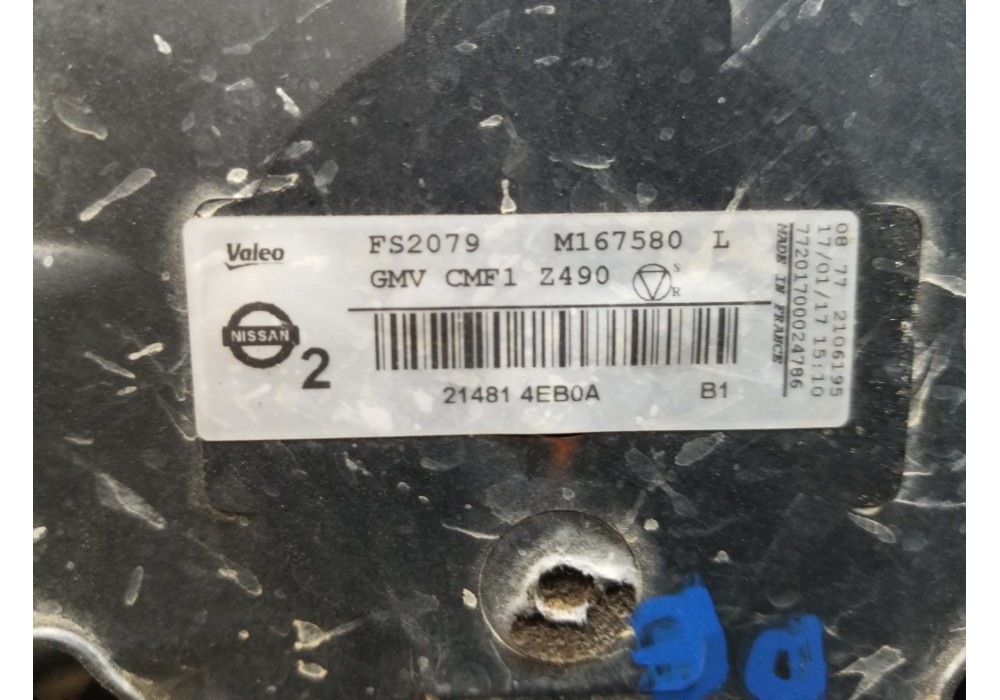 Valeo
FS2079 M167580 L
GMV CMF1 Z490
S
R
NISSAN
2
21481 4EB0A B1
08 77 2106195
17/01/17 15:10
77201700024786
MADE IN FRANCE